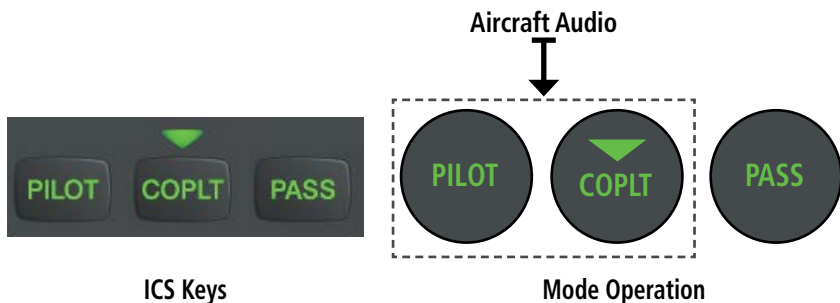 Aircraft Audio
PILOT COPLT PASS
PILOT COPLT PASS
ICS Keys
Mode Operation